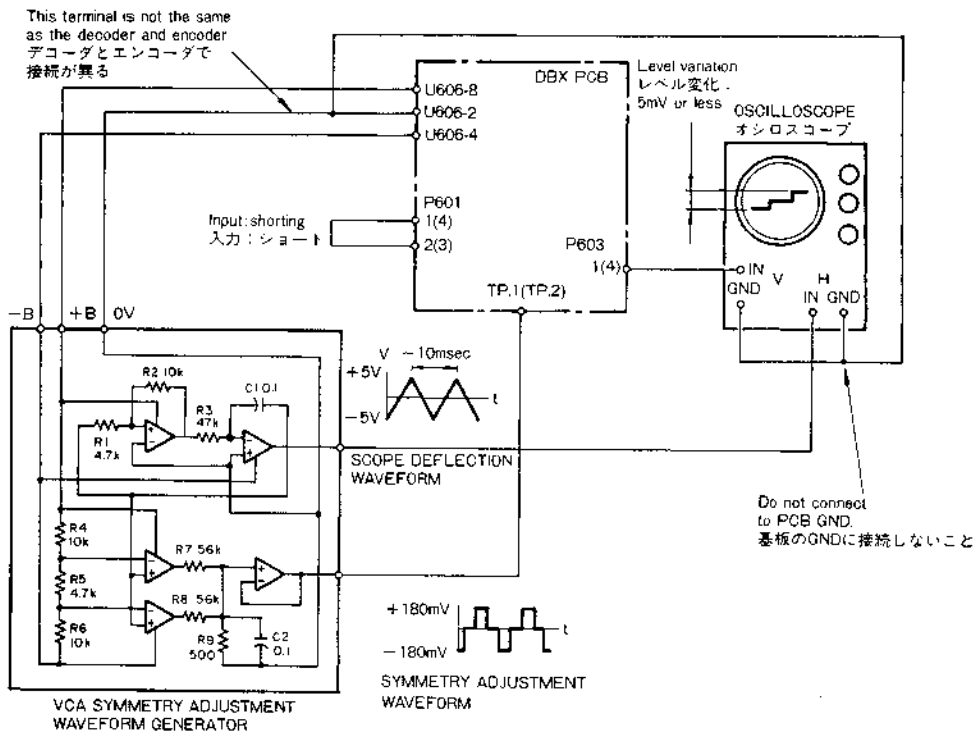 This terminal is not the same
as the decoder and encoder
デコーダとエンコーダで
接続が異る
U606-8
U606-2
U606-4
DBX PCB
Level variation
レベル変化 .
5mV or less
OSCILLOSCOPE
オシロスコープ
P601
1(4)
2(3)
Input: shorting
入力:ショート
P603
1(4)
TP.1(TP.2)
IN
GND
V
H
IN GND
-B +B 0V
V ~10msec
+5V
-5V
t
R2 10k
C1 0.1
R3
47k
R1
4.7k
SCOPE DEFLECTION
WAVEFORM
Do not connect
to PCB GND.
基板のGNDに接続しないこと
R4
10k
R7 56k
R5
4.7k
R8 56k
R6
10k
R9
500
C2
0.1
+180mV
-180mV
t
SYMMETRY ADJUSTMENT
WAVEFORM
VCA SYMMETRY ADJUSTMENT
WAVEFORM GENERATOR